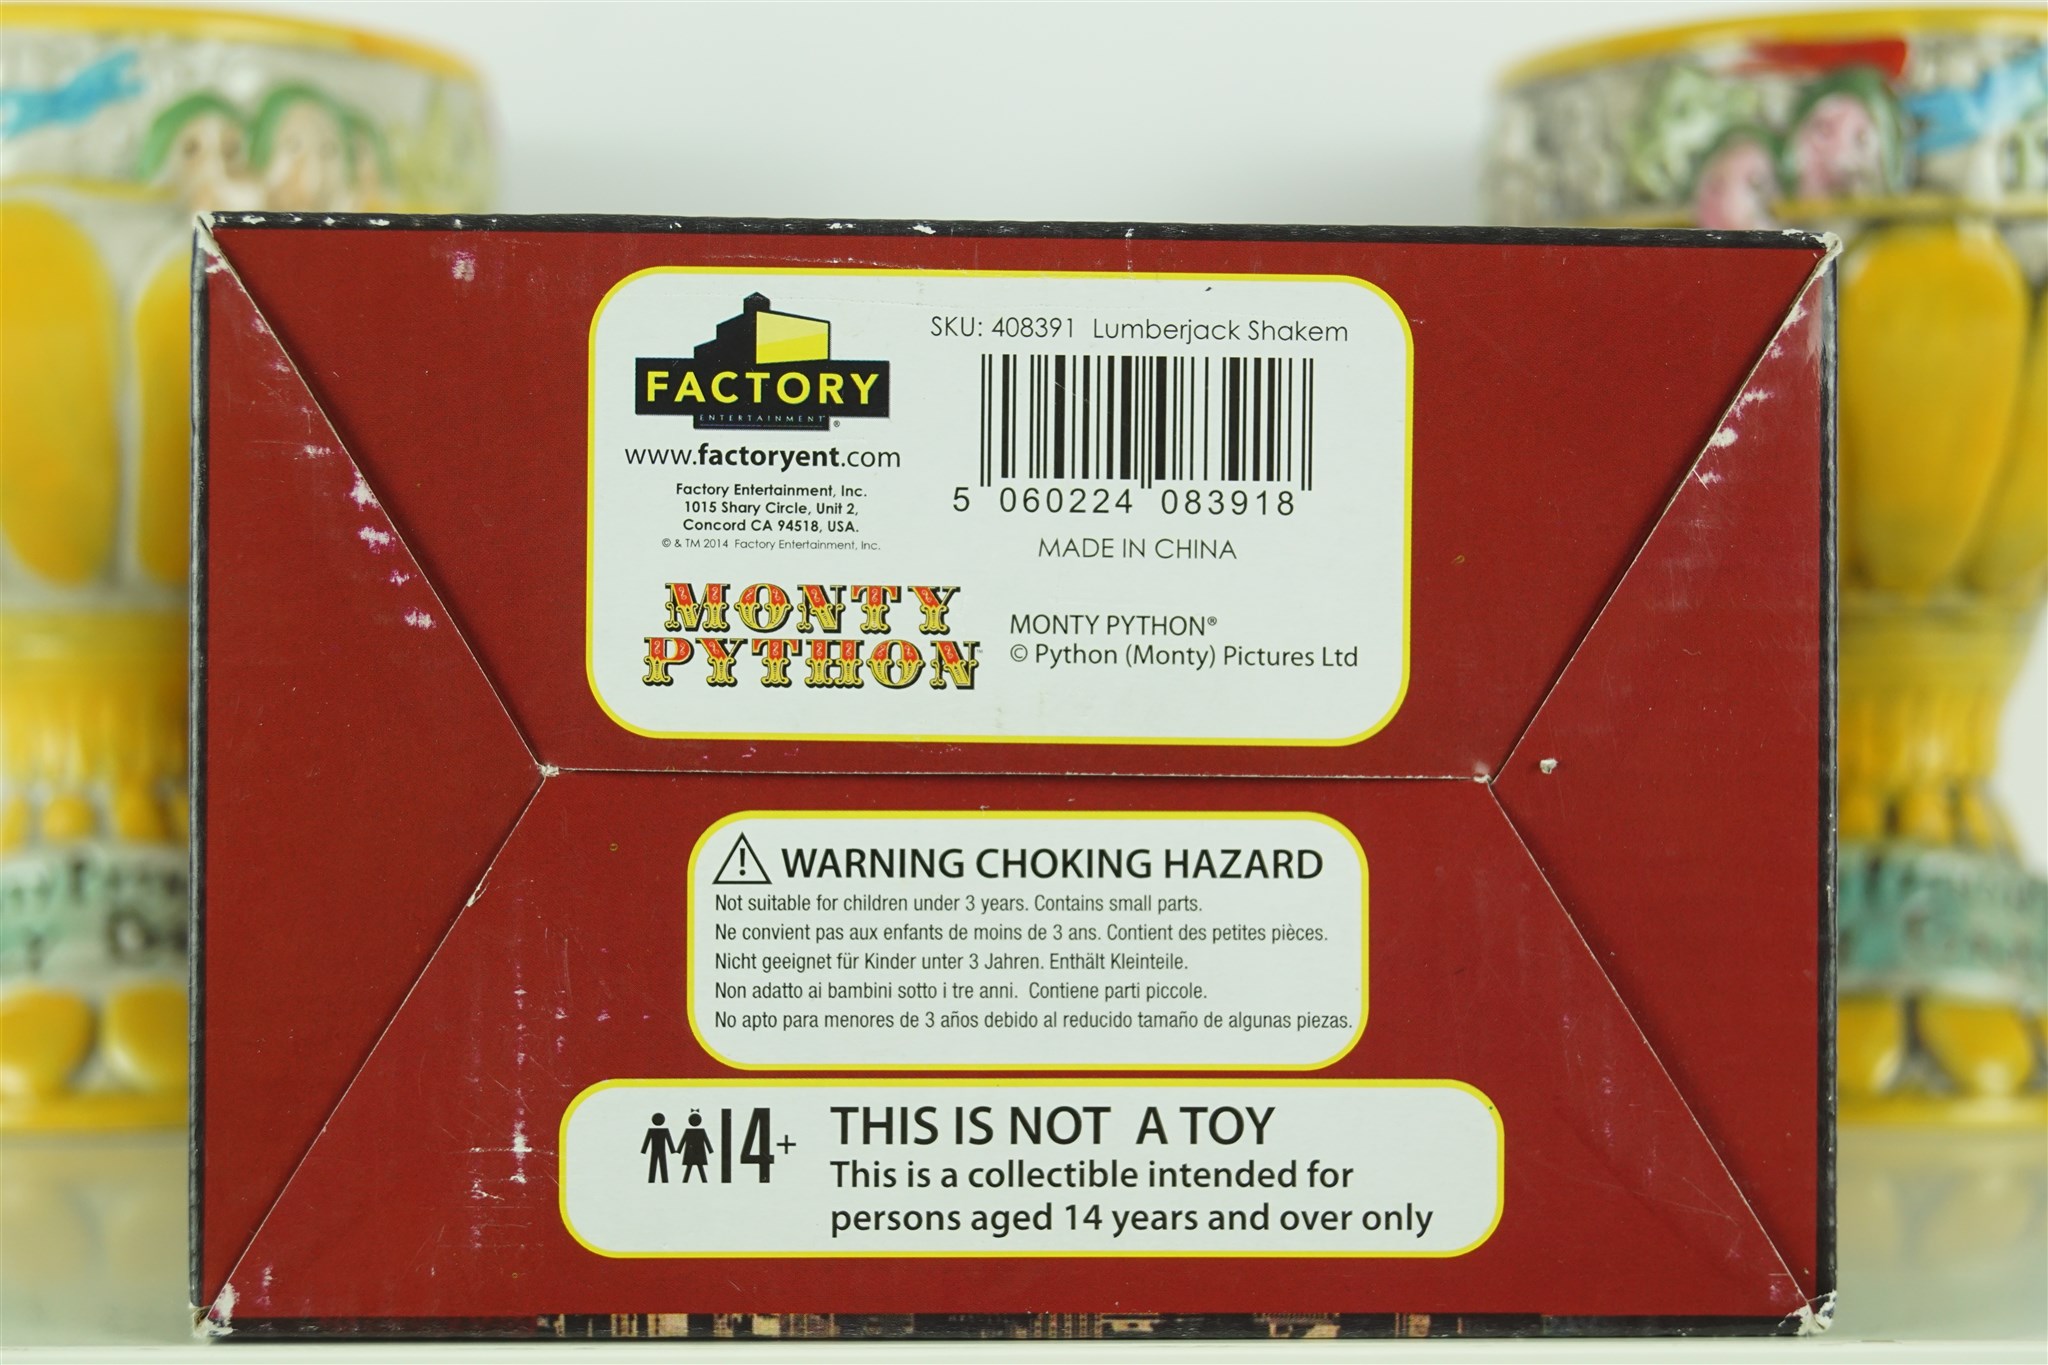 FACTORY
ENTERTAINMENT®
www.factoryent.com
Factory Entertainment, Inc.
1015 Shary Circle, Unit 2,
Concord CA 94518, USA.
© & TM 2014 Factory Entertainment, Inc.
SKU: 408391 Lumberjack Shakem
5 060224 083918
MADE IN CHINA
MONTY
PYTHON™
MONTY PYTHON®
© Python (Monty) Pictures Ltd
WARNING CHOKING HAZARD
Not suitable for children under 3 years. Contains small parts.
Ne convient pas aux enfants de moins de 3 ans. Contient des petites pièces.
Nicht geeignet für Kinder unter 3 Jahren. Enthält Kleinteile.
Non adatto ai bambini sotto i tre anni. Contiene parti piccole.
No apto para menores de 3 años debido al reducido tamaño de algunas piezas.
14+
THIS IS NOT A TOY
This is a collectible intended for
persons aged 14 years and over only